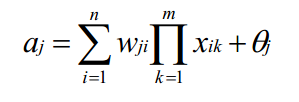 a_j = \sum_{i=1}^{n} w_{ji} \prod_{k=1}^{m} x_{ik} + \theta_j